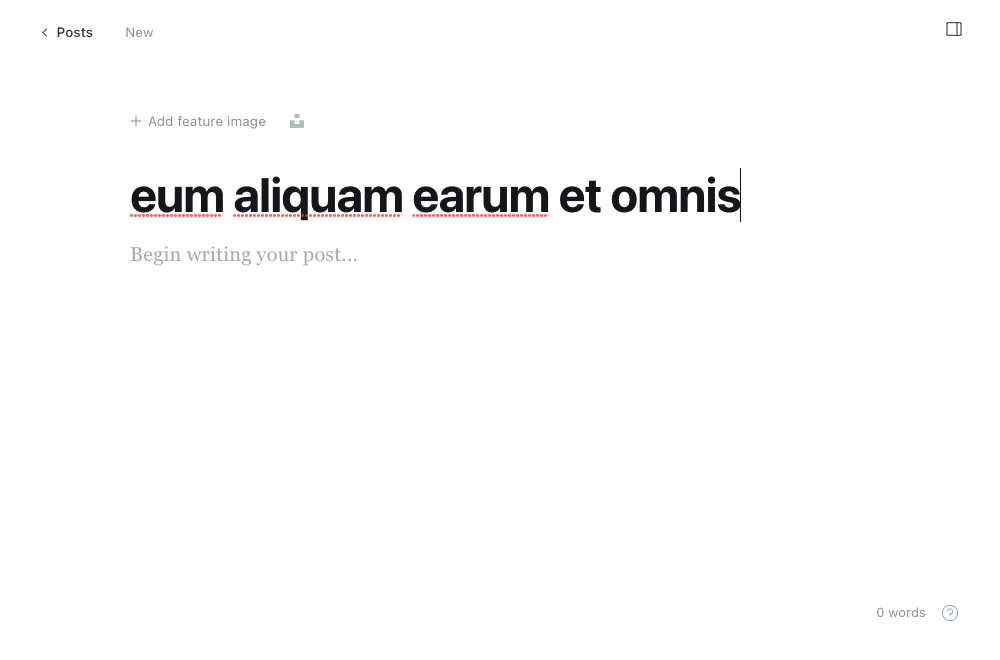 Posts
New
Add feature image
eum aliquam earum et omnis
Begin writing your post...
0 words